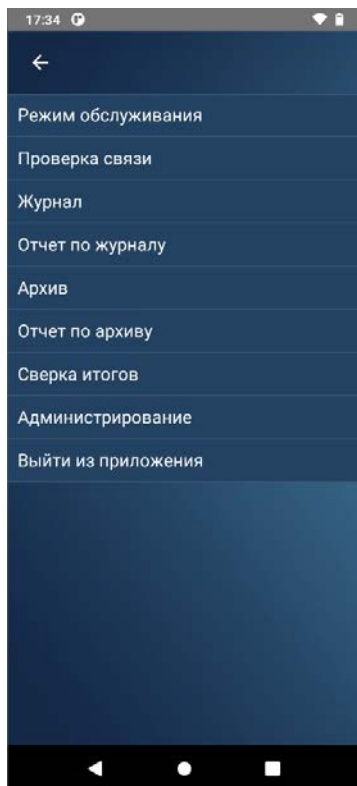 17:34
Режим обслуживания
Проверка связи
Журнал
Отчет по журналу
Архив
Отчет по архиву
Сверка итогов
Администрирование
Выйти из приложения